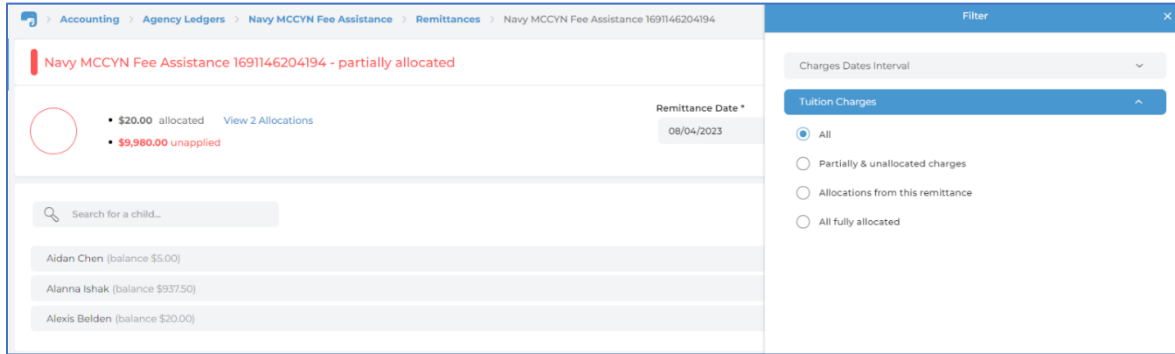 Accounting > Agency Ledgers > Navy MCCYN Fee Assistance > Remittances > Navy MCCYN Fee Assistance 1691146204194
Navy MCCYN Fee Assistance 1691146204194 - partially allocated
• $20.00 allocated View 2 Allocations
• $9,980.00 unapplied
Remittance Date *
08/04/2023
Search for a child...
Aidan Chen (balance $5.00)
Alanna Ishak (balance $937.50)
Alexis Belden (balance $20.00)
Filter
Charges Dates Interval
Tuition Charges
All
Partially & unallocated charges
Allocations from this remittance
All fully allocated